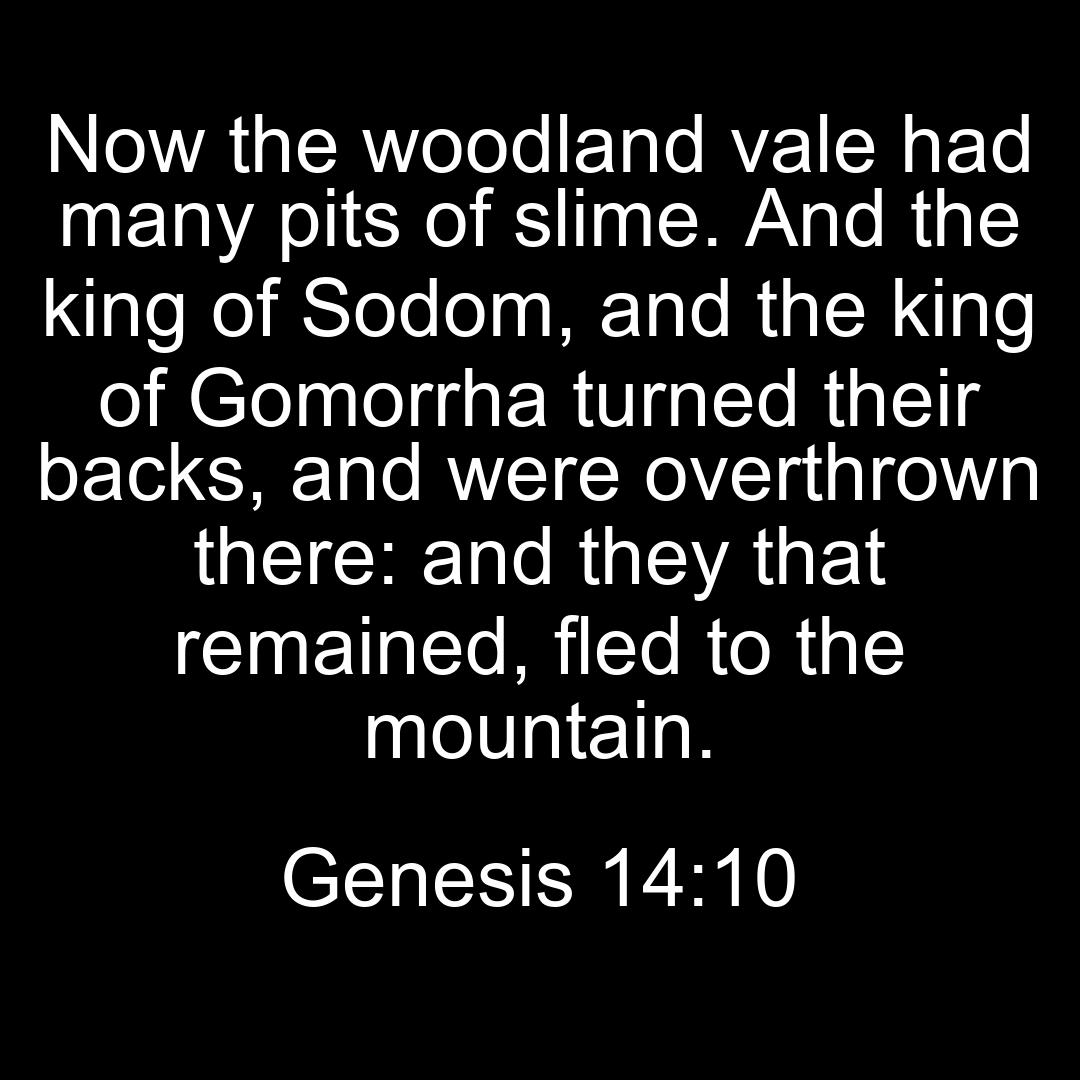 Now the woodland vale had
many pits of slime. And the
king of Sodom, and the king
of Gomorrha turned their
backs, and were overthrown
there: and they that
remained, fled to the
mountain.
Genesis 14:10